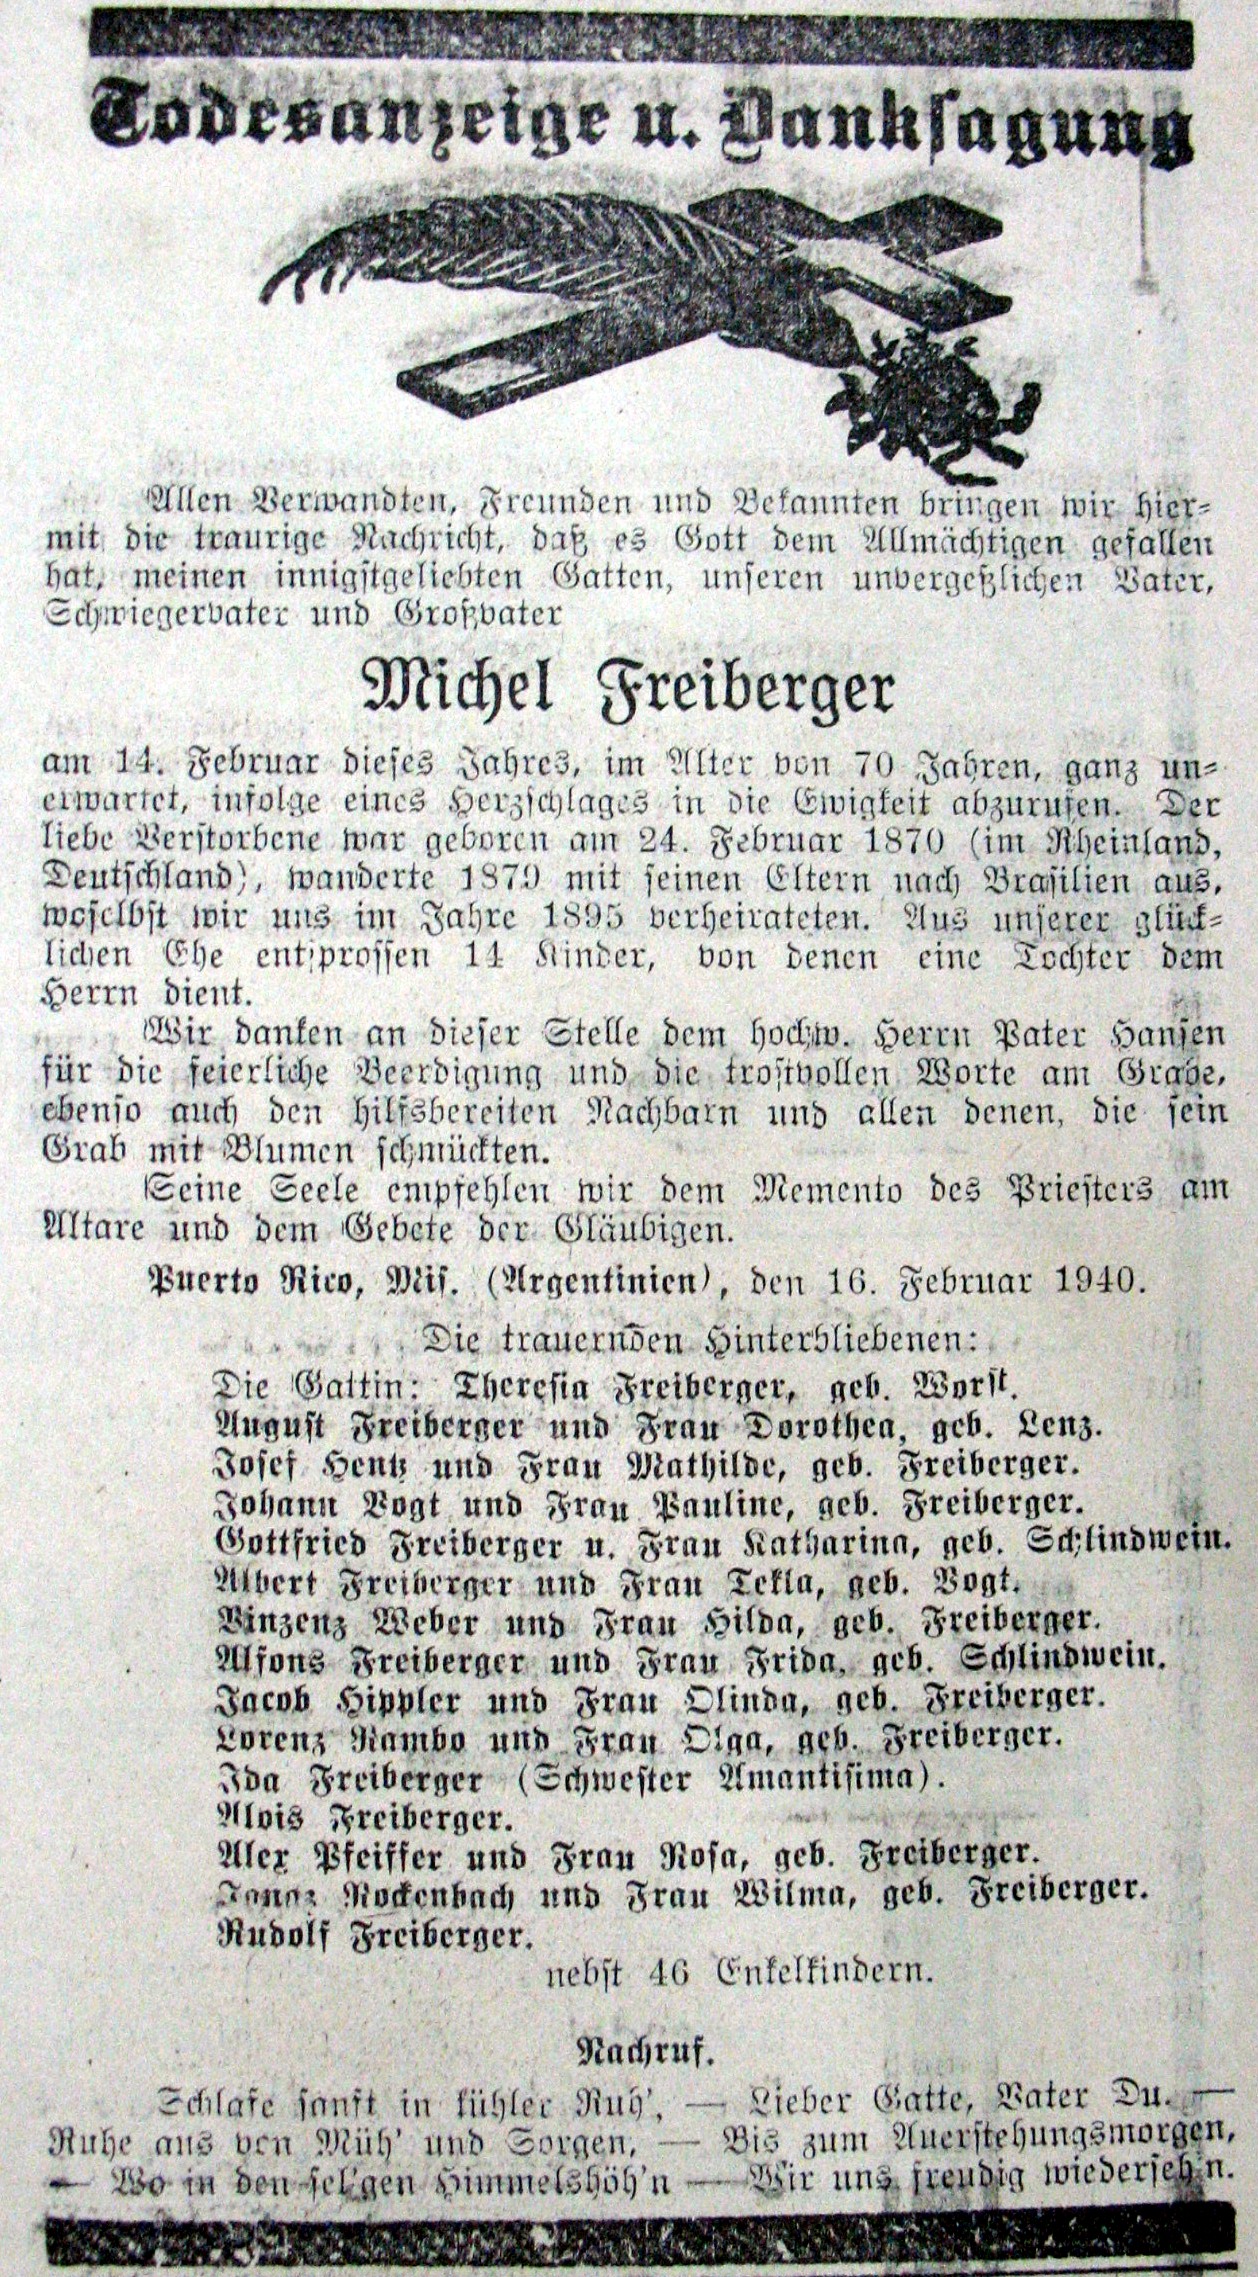 Todesanzeige u. Danksagung
Allen Verwandten, Freunden und Bekannten bringen wir hier-
mit die traurige Nachricht, daß es Gott dem Allmächtigen gefallen
hat, meinen innigstgeliebten Gatten, unseren unvergeßlichen Vater,
Schwiegervater und Großvater
Michel Freiberger
am 14. Februar dieses Jahres, im Alter von 70 Jahren, ganz un-
erwartet, infolge eines Herzschlages in die Ewigkeit abzurufen. Der
liebe Verstorbene war geboren am 24. Februar 1870 (im Rheinland,
Deutschland), wanderte 1879 mit seinen Eltern nach Brasilien aus,
woselbst wir uns im Jahre 1895 verheirateten. Aus unserer glück-
lichen Ehe entsprossen 14 Kinder, von denen eine Tochter dem
Herrn dient.
Wir danken an dieser Stelle dem hochw. Herrn Pater Hansen
für die feierliche Beerdigung und die trostvollen Worte am Grabe,
ebenso auch den hilfsbereiten Nachbarn und allen denen, die sein
Grab mit Blumen schmückten.
Seine Seele empfehlen wir dem Memento des Priesters am
Altare und dem Gebete der Gläubigen.
Puerto Rico, Mis. (Argentinien), den 16. Februar 1940.
Die trauernden Hinterbliebenen:
Die Gattin: Theresia Freiberger, geb. Worst.
August Freiberger und Frau Dorothea, geb. Lenz.
Josef Hentz und Frau Mathilde, geb. Freiberger.
Johann Vogt und Frau Pauline, geb. Freiberger.
Gottfried Freiberger u. Frau Katharina, geb. Schlindwein.
Albert Freiberger und Frau Tekla, geb. Vogt.
Vinzenz Weber und Frau Hilda, geb. Freiberger.
Alfons Freiberger und Frau Frida, geb. Schlindwein.
Jacob Hippler und Frau Olinda, geb. Freiberger.
Lorenz Rambo und Frau Olga, geb. Freiberger.
Ida Freiberger (Schwester Amantisima).
Alois Freiberger.
Alex Pfeiffer und Frau Rosa, geb. Freiberger.
Rockenbach und Frau Wilma, geb. Freiberger.
Rudolf Freiberger.
nebst 46 Enkelkindern.
Nachruf.
Schlafe sanft in kühler Ruh', — Lieber Gatte, Vater Du. —
Ruhe aus von Müh' und Sorgen, — Bis zum Auerstehungsmorgen,
— Wo in den sel'gen Himmelshöh'n — Wir uns freudig wiederseh'n.